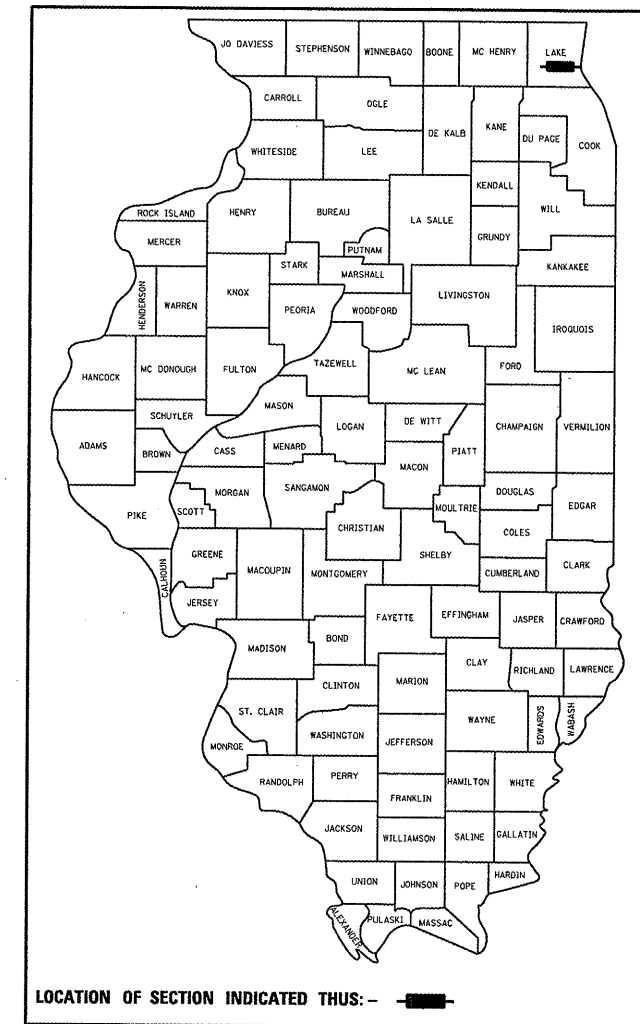 JO DAVIESS
STEPHENSON
WINNEBAGO
BOONE
MC HENRY
LAKE
CARROLL
OGLE
DE KALB
KANE
DU PAGE
COOK
WHITESIDE
LEE
KENDALL
WILL
ROCK ISLAND
HENRY
BUREAU
LA SALLE
GRUNDY
MERCER
PUTNAM
STARK
MARSHALL
KANKAKEE
HENDERSON
WARREN
KNOX
PEORIA
WOODFORD
LIVINGSTON
IROQUOIS
HANCOCK
MC DONOUGH
FULTON
TAZEWELL
MC LEAN
FORD
SCHUYLER
MASON
LOGAN
DE WITT
CHAMPAIGN
VERMILION
ADAMS
BROWN
CASS
MENARD
MACON
PIATT
PIKE
SCOTT
MORGAN
SANGAMON
CHRISTIAN
MOULTRIE
DOUGLAS
EDGAR
COLES
CALHOUN
GREENE
MACOUPIN
MONTGOMERY
SHELBY
CUMBERLAND
CLARK
JERSEY
MADISON
BOND
FAYETTE
EFFINGHAM
JASPER
CRAWFORD
CLINTON
MARION
CLAY
RICHLAND
LAWRENCE
ST. CLAIR
WASHINGTON
JEFFERSON
WAYNE
EDWARDS
WABASH
MONROE
RANDOLPH
PERRY
FRANKLIN
HAMILTON
WHITE
JACKSON
WILLIAMSON
SALINE
GALLATIN
UNION
JOHNSON
POPE
HARDIN
ALEXANDER
PULASKI
MASSAC
LOCATION OF SECTION INDICATED THUS: –